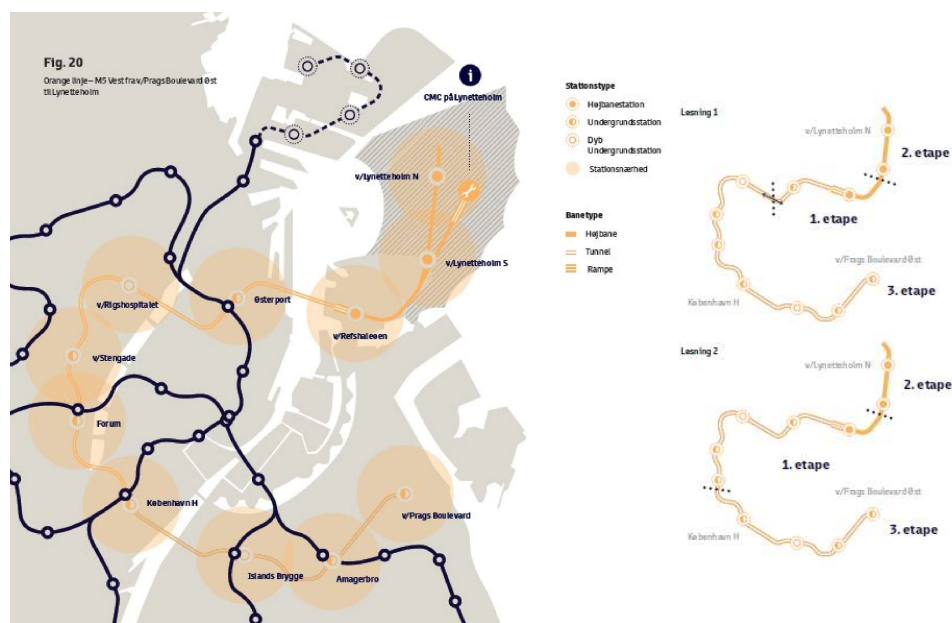 Fig. 20
Orange linje – M5 Vest fra v/Prags Boulevard Øst
til Lynetteholm
CMC på Lynetteholm
v/Lynetteholm N
v/Lynetteholm S
v/Refshaleøen
Østerport
v/Rigshospitalet
v/Stengade
Forum
København H
Islands Brygge
Amagerbro
v/Prags Boulevard
Stationstype
Højbanestation
Undergrundsstation
Dyb
Undergrundsstation
Stationsnærhed
Banetype
Højbane
Tunnel
Rampe
Løsning 1
v/Lynetteholm N
2. etape
1. etape
v/Prags Boulevard Øst
København H
3. etape
Løsning 2
v/Lynetteholm N
2. etape
1. etape
v/Prags Boulevard Øst
København H
3. etape